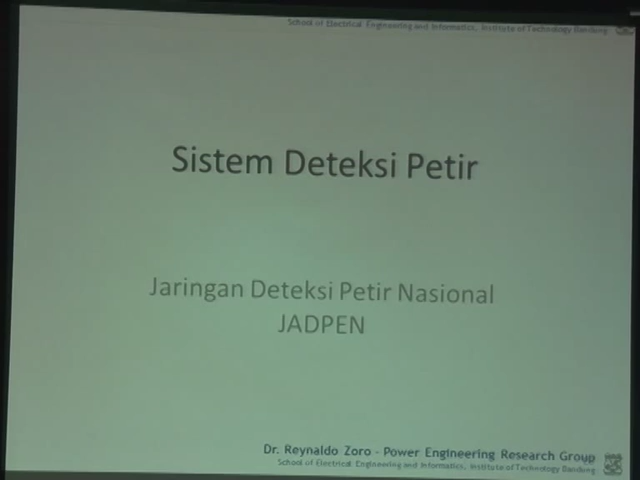 School of Electrical Engineering and Informatics, Institute of Technology Bandung
Sistem Deteksi Petir
Jaringan Deteksi Petir Nasional
JADPEN
Dr. Reynaldo Zoro - Power Engineering Research Group
School of Electrical Engineering and Informatics, Institute of Technology Bandung